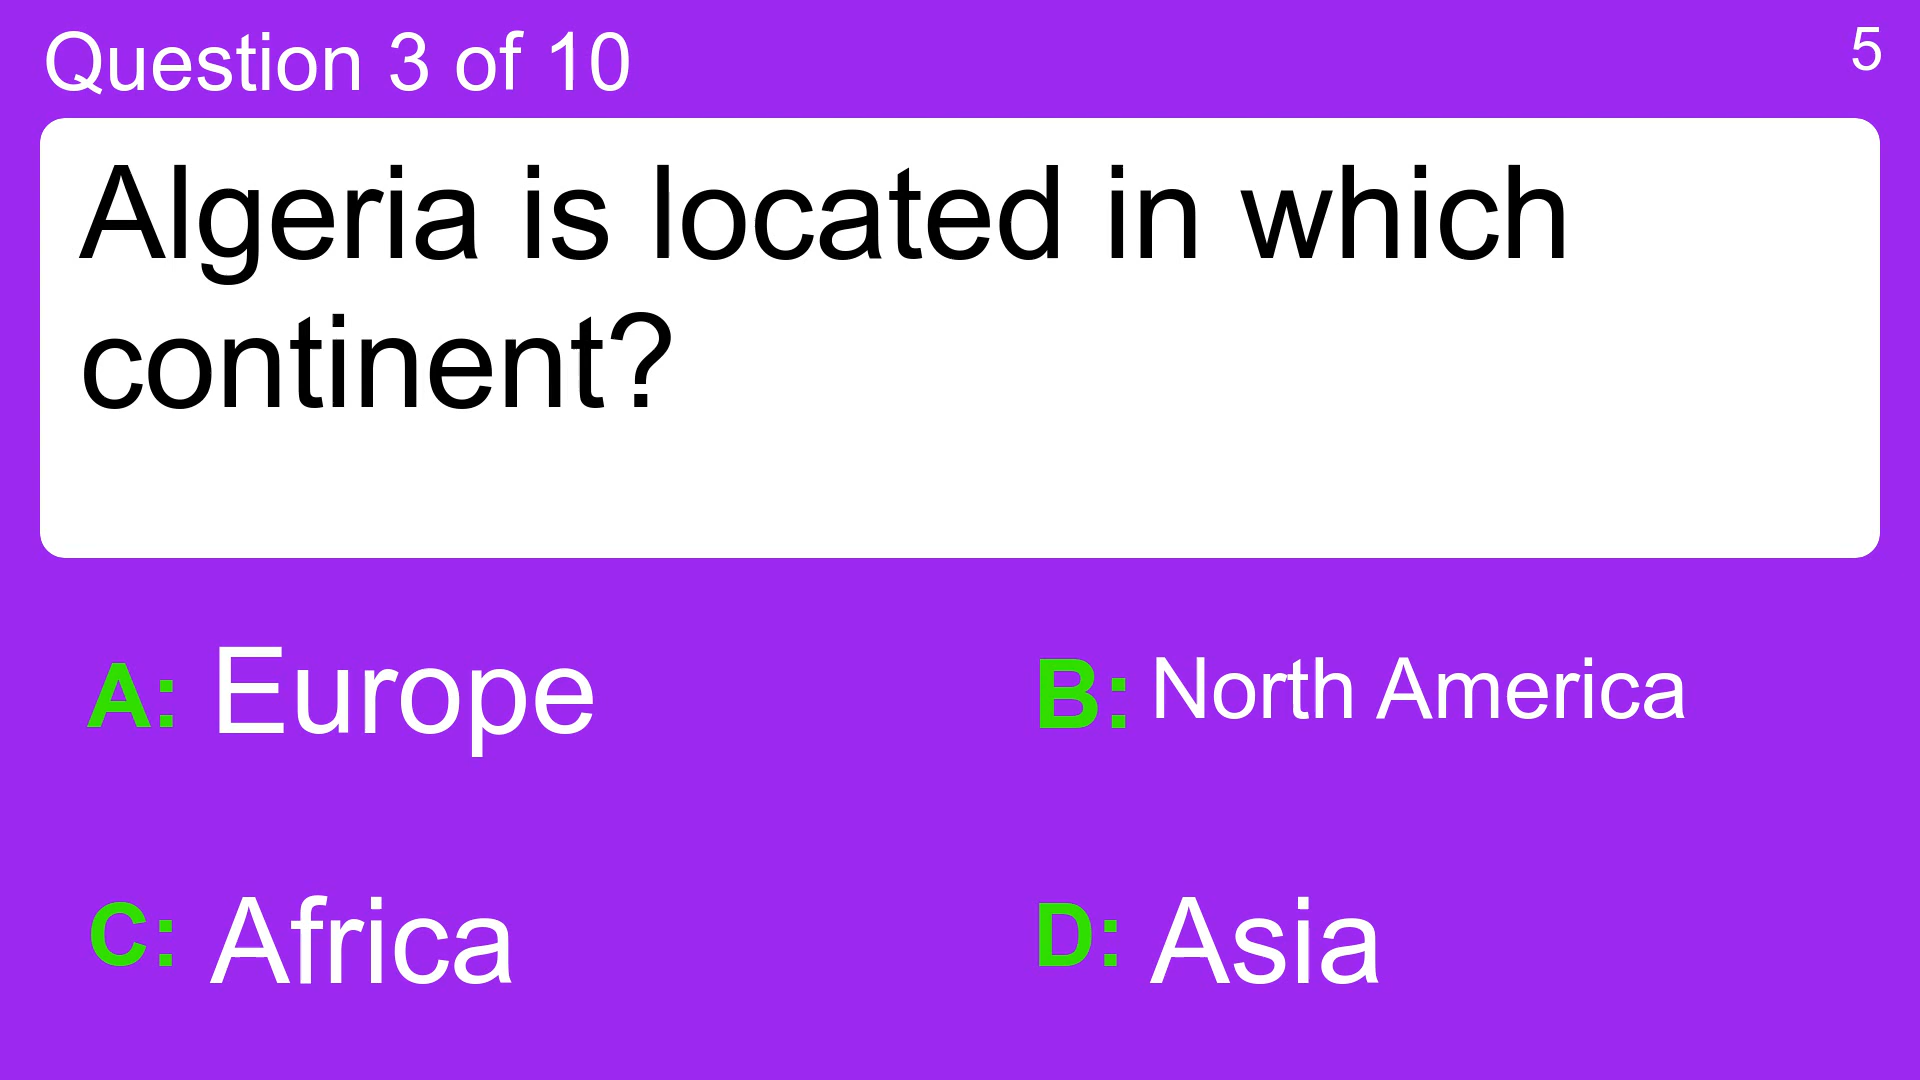 Question 3 of 10
5
Algeria is located in which
continent?
A: Europe
B: North America
C: Africa
D: Asia